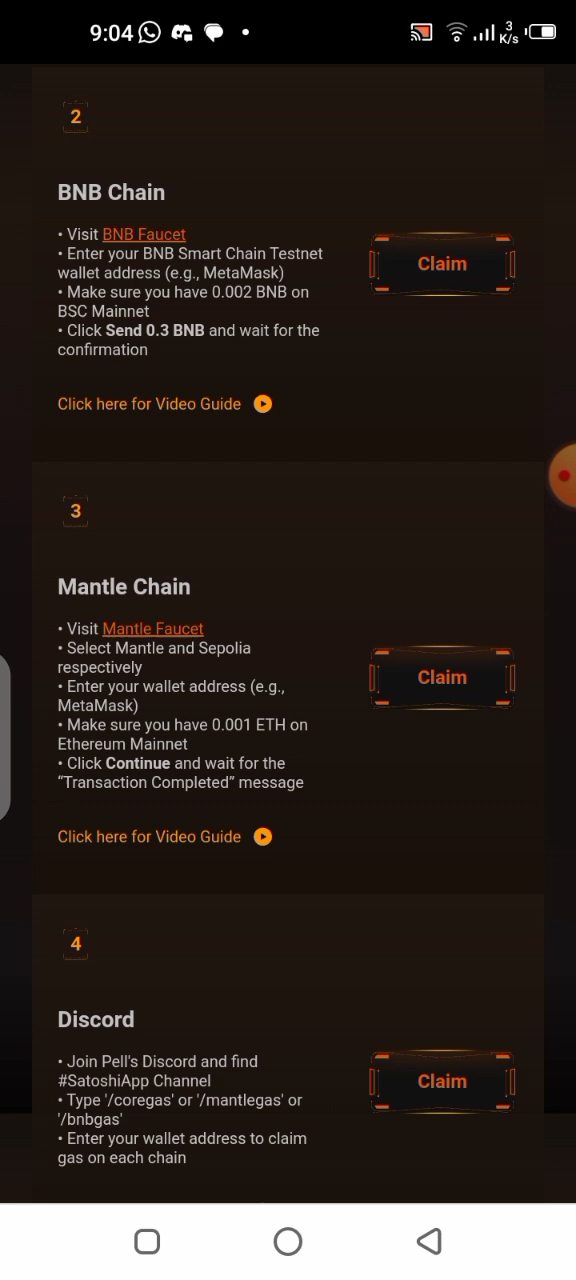 9:04
3
K/s
2
BNB Chain
• Visit BNB Faucet
• Enter your BNB Smart Chain Testnet
wallet address (e.g., MetaMask)
• Make sure you have 0.002 BNB on
BSC Mainnet
• Click Send 0.3 BNB and wait for the
confirmation
Claim
Click here for Video Guide
3
Mantle Chain
• Visit Mantle Faucet
• Select Mantle and Sepolia
respectively
• Enter your wallet address (e.g.,
MetaMask)
• Make sure you have 0.001 ETH on
Ethereum Mainnet
• Click Continue and wait for the
“Transaction Completed” message
Claim
Click here for Video Guide
4
Discord
• Join Pell's Discord and find
#SatoshiApp Channel
• Type '/coregas' or '/mantlegas' or
'/bnbgas'
• Enter your wallet address to claim
gas on each chain
Claim